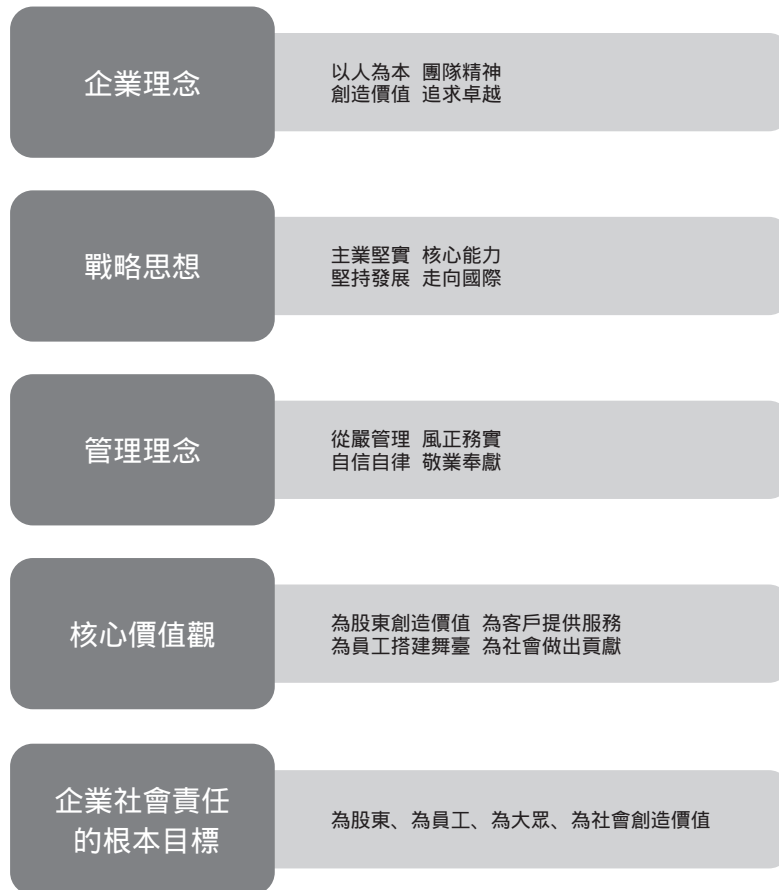 企業理念
以人為本 團隊精神
創造價值 追求卓越
戰略思想
主業堅實 核心能力
堅持發展 走向國際
管理理念
從嚴管理 風正務實
自信自律 敬業奉獻
核心價值觀
為股東創造價值 為客戶提供服務
為員工搭建舞臺 為社會做出貢獻
企業社會責任
的根本目標
為股東、為員工、為大眾、為社會創造價值